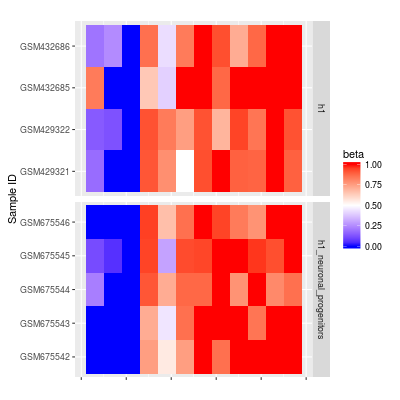 GSM432686
GSM432685
GSM429322
GSM429321
h1
GSM675546
GSM675545
GSM675544
GSM675543
GSM675542
h1_neuronal_progenitors
Sample ID
beta
1.00
0.75
0.50
0.25
0.00